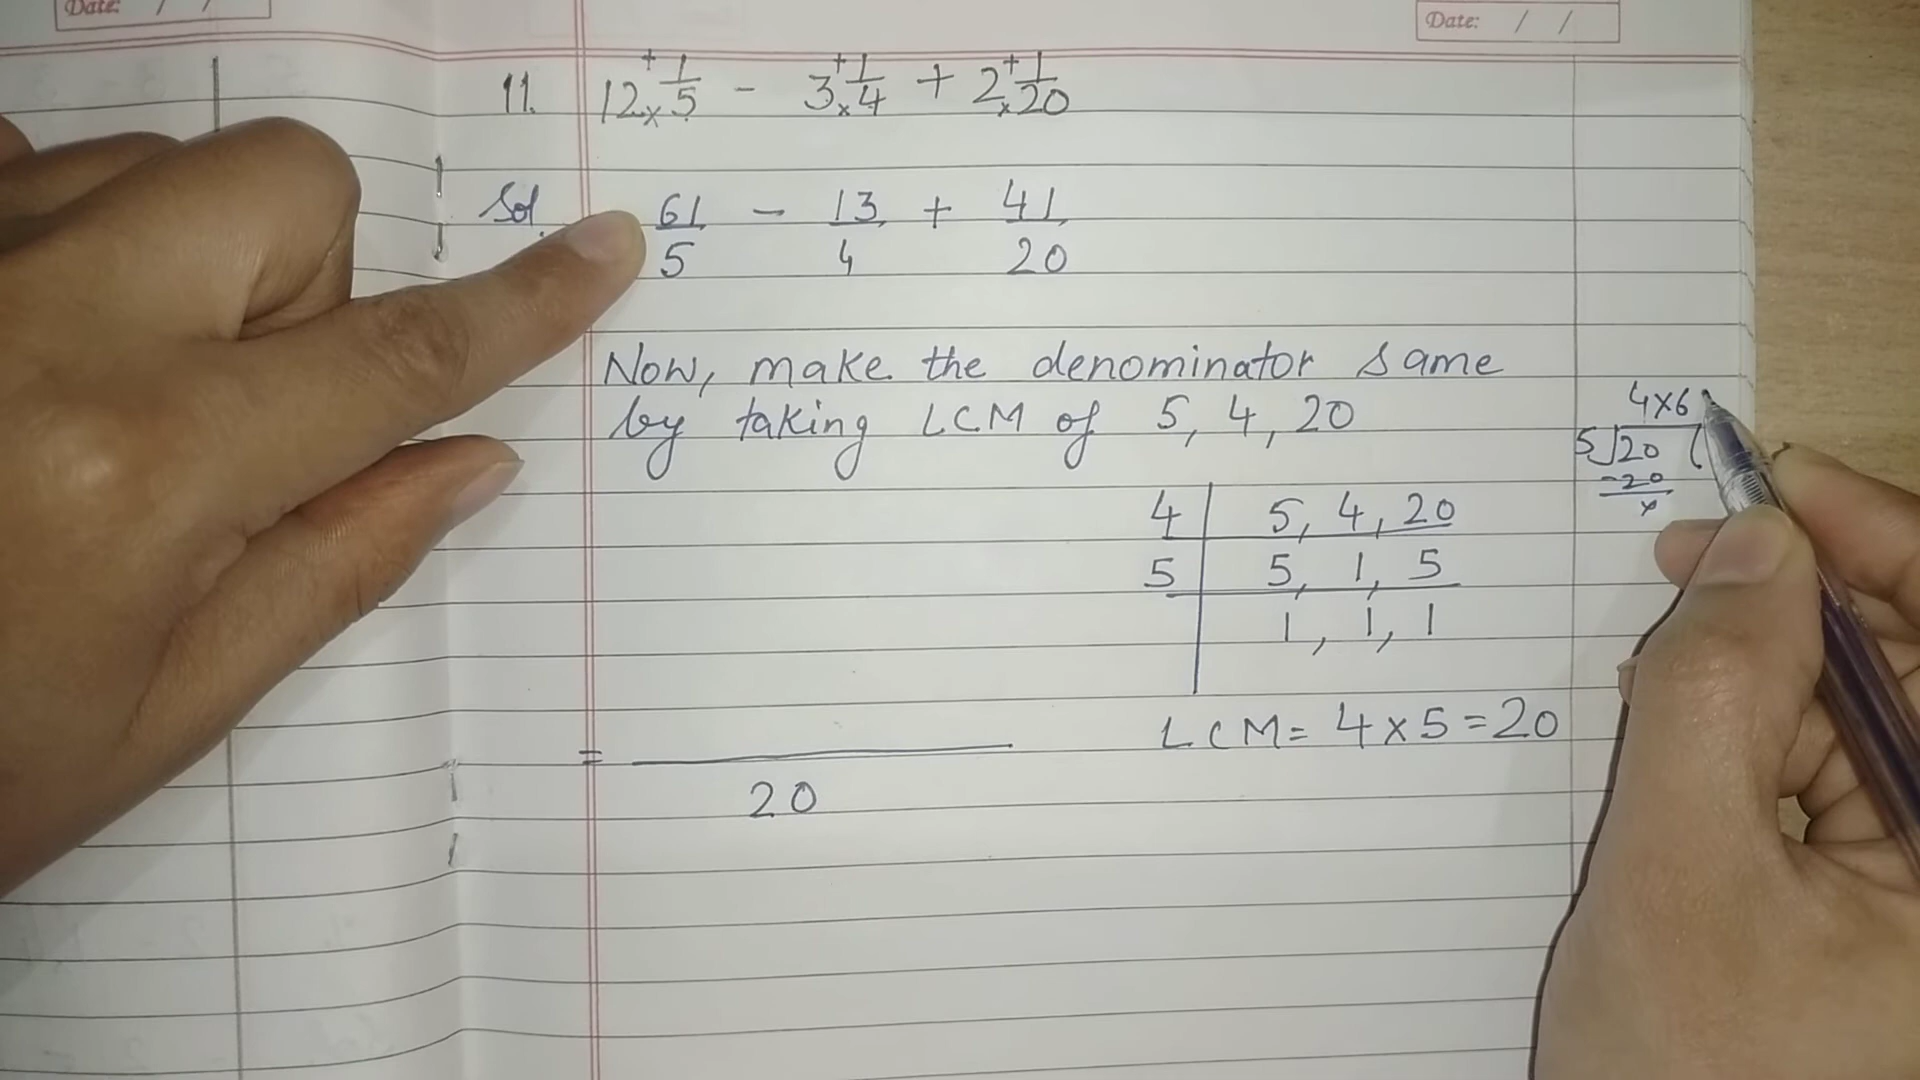 Date: / /
Date: / /
11. 12 1/5 - 3 1/4 + 2 1/20
+ + +
× × ×
Sol. 61/5 - 13/4 + 41/20
Now, make the denominator same
by taking LCM of 5, 4, 20
4×6
5 20 (
-20
×
4 | 5, 4, 20
5 | 5, 1, 5
| 1, 1, 1
LCM = 4 × 5 = 20
= ―
20